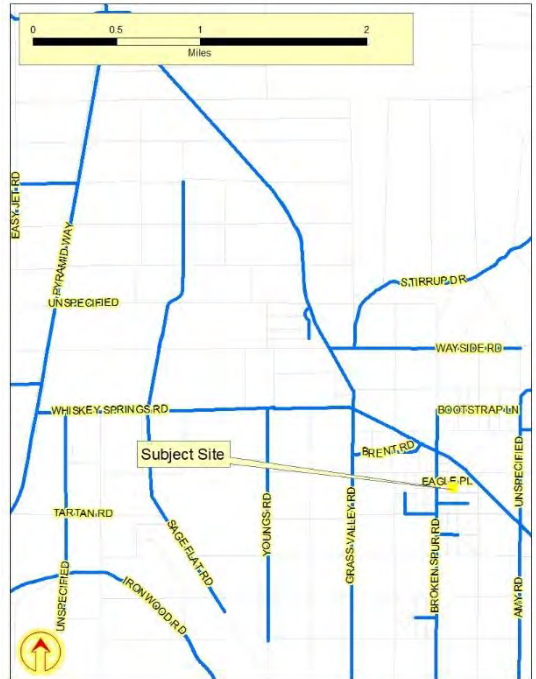 0 0.5 1 2
Miles
EASY JET RD
PYRAMID WAY
STIRRUP DR
UNSPECIFIED
WAYSIDE RD
WHISKEY SPRINGS RD
BOOTSTRAP LN
BRENT RD
Subject Site
EAGLE PL
UNSPECIFIED
TARTAN RD
SAGE FLAT RD
YOUNGS RD
GRASS VALLEY RD
BROKEN SPUR RD
UNSPECIFIED
IRONWOOD RD
AMY RD